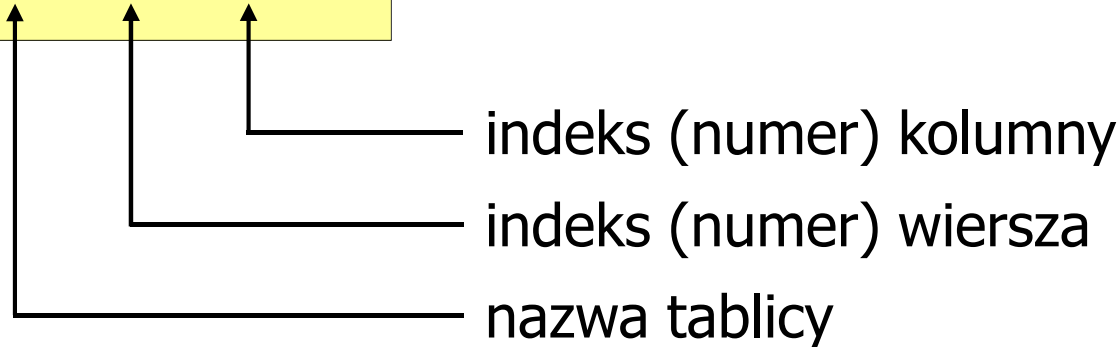 indeks (numer) kolumny
indeks (numer) wiersza
nazwa tablicy